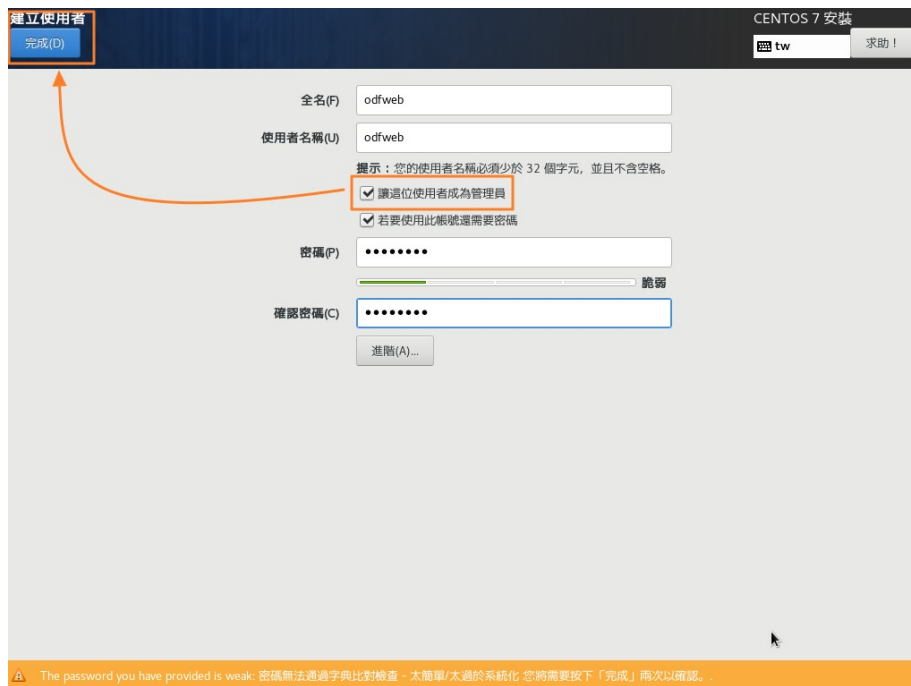 建立使用者
CENTOS 7 安裝
完成(D)
tw
求助！
全名(F)
odfweb
使用者名稱(U)
odfweb
提示：您的使用者名稱必須少於 32 個字元，並且不含空格。
讓這位使用者成為管理員
若要使用此帳號還需要密碼
密碼(P)
••••••••
脆弱
確認密碼(C)
••••••••
進階(A)...
The password you have provided is weak: 密碼無法通過字典比對檢查 - 太簡單/太過於系統化 您將需要按下「完成」兩次以確認。.